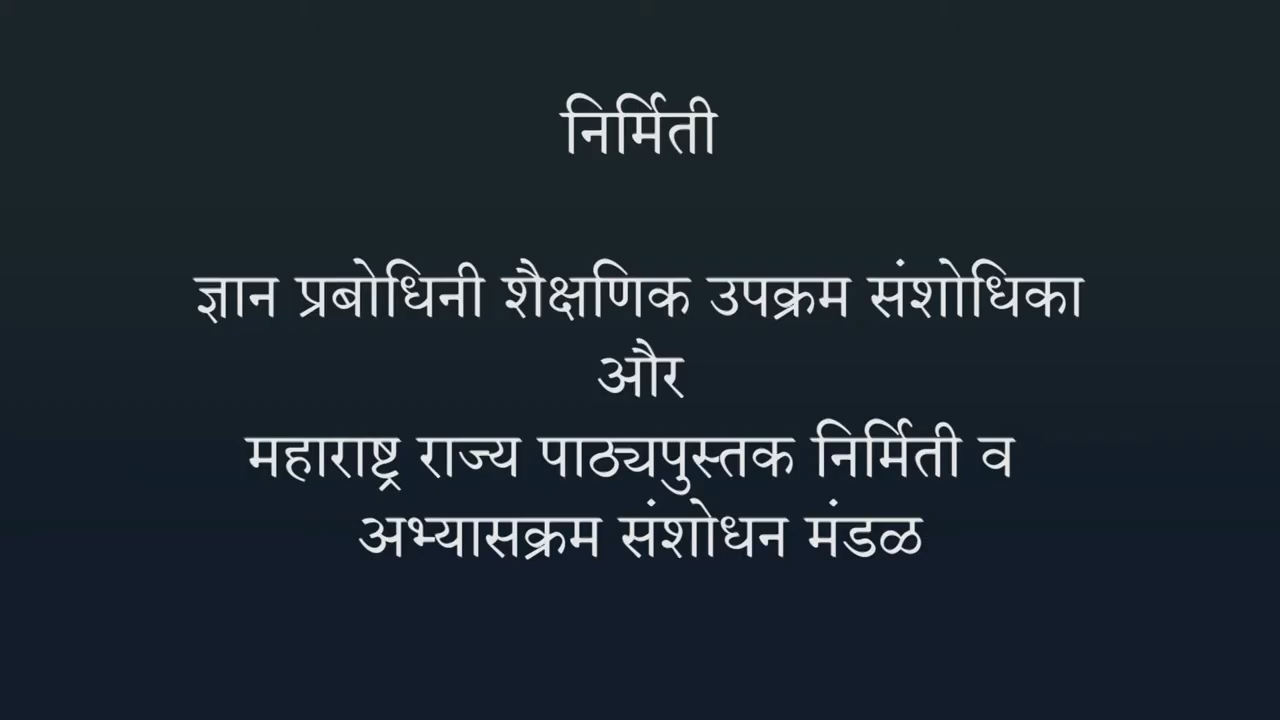 निर्मिती
ज्ञान प्रबोधिनी शैक्षणिक उपक्रम संशोधिका
और
महाराष्ट्र राज्य पाठ्यपुस्तक निर्मिती व
अभ्यासक्रम संशोधन मंडळ